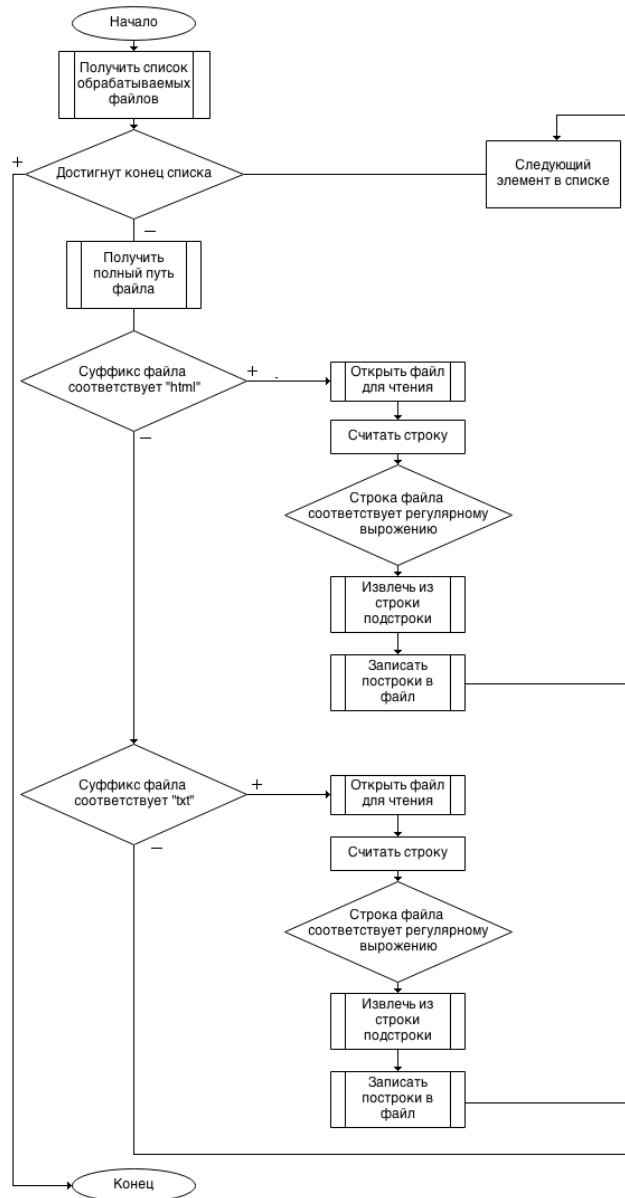 Начало
Получить список
обрабатываемых
файлов
+
Достигнут конец списка
Следующий
элемент в списке
–
Получить
полный путь
файла
Суффикс файла
соответствует "html"
+
Открыть файл
для чтения
–
Считать строку
Строка файла
соответствует регулярному
вырожению
Извлечь из
строки
подстроки
Записать
построки в
файл
Суффикс файла
соответствует "txt"
+
Открыть файл
для чтения
–
Считать строку
Строка файла
соответствует регулярному
вырожению
Извлечь из
строки
подстроки
Записать
построки в
файл
Конец